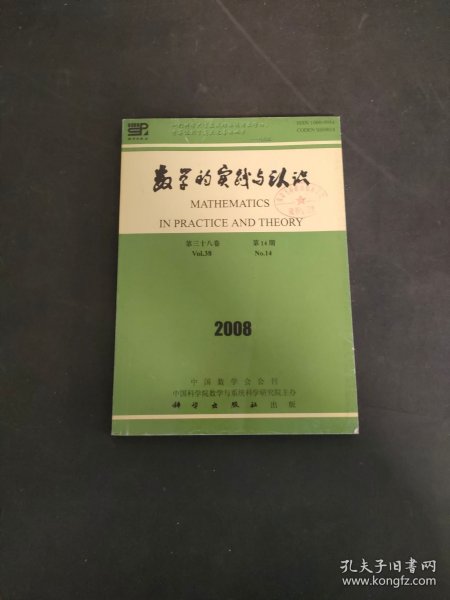 ISSN 1000-0984
数学的实践与认识
MATHEMATICS
IN PRACTICE AND THEORY
第三十八卷 第14期
Vol.38 No.14
2008
中国数学会会刊
中国科学院数学与系统科学研究院主办
科学出版社 出版
孔夫子旧书网
www.kongfz.com